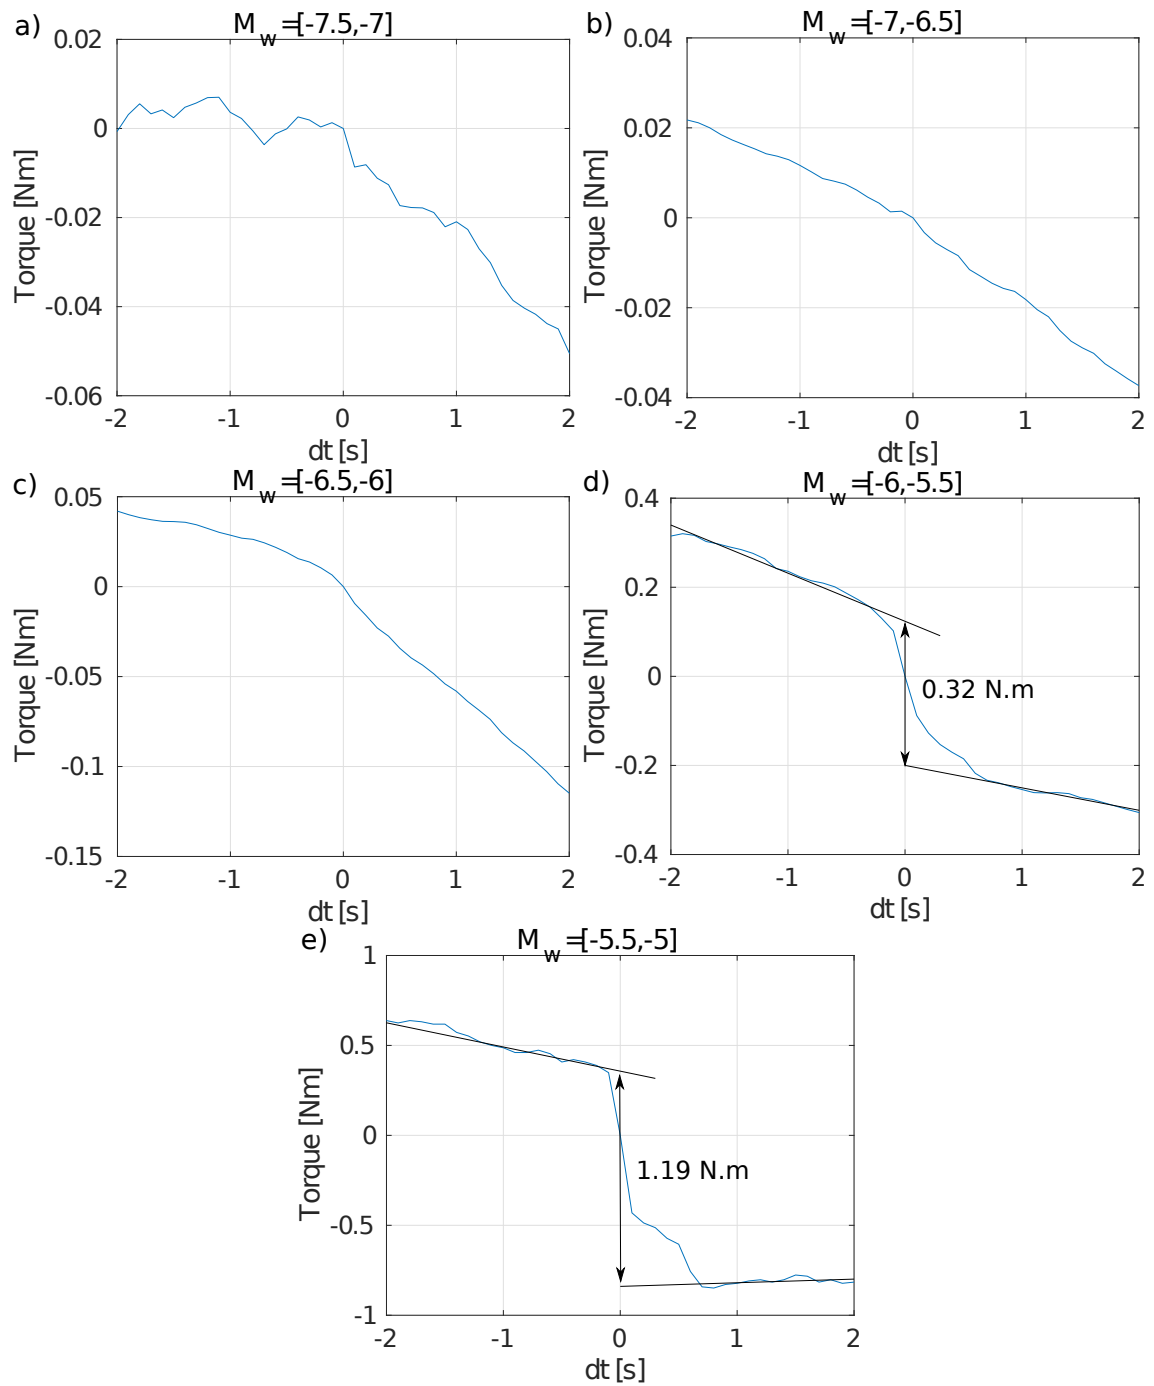 a) M_w=[-7.5,-7]
0.02
0
-0.02
-0.04
-0.06
Torque [Nm]
-2 -1 0 1 2
dt [s]
b) M_w=[-7,-6.5]
0.04
0.02
0
-0.02
-0.04
Torque [Nm]
-2 -1 0 1 2
dt [s]
c) M_w=[-6.5,-6]
0.05
0
-0.05
-0.1
-0.15
Torque [Nm]
-2 -1 0 1 2
dt [s]
d) M_w=[-6,-5.5]
0.4
0.2
0
-0.2
-0.4
Torque [Nm]
0.32 N.m
-2 -1 0 1 2
dt [s]
e) M_w=[-5.5,-5]
1
0.5
0
-0.5
-1
Torque [Nm]
1.19 N.m
-2 -1 0 1 2
dt [s]